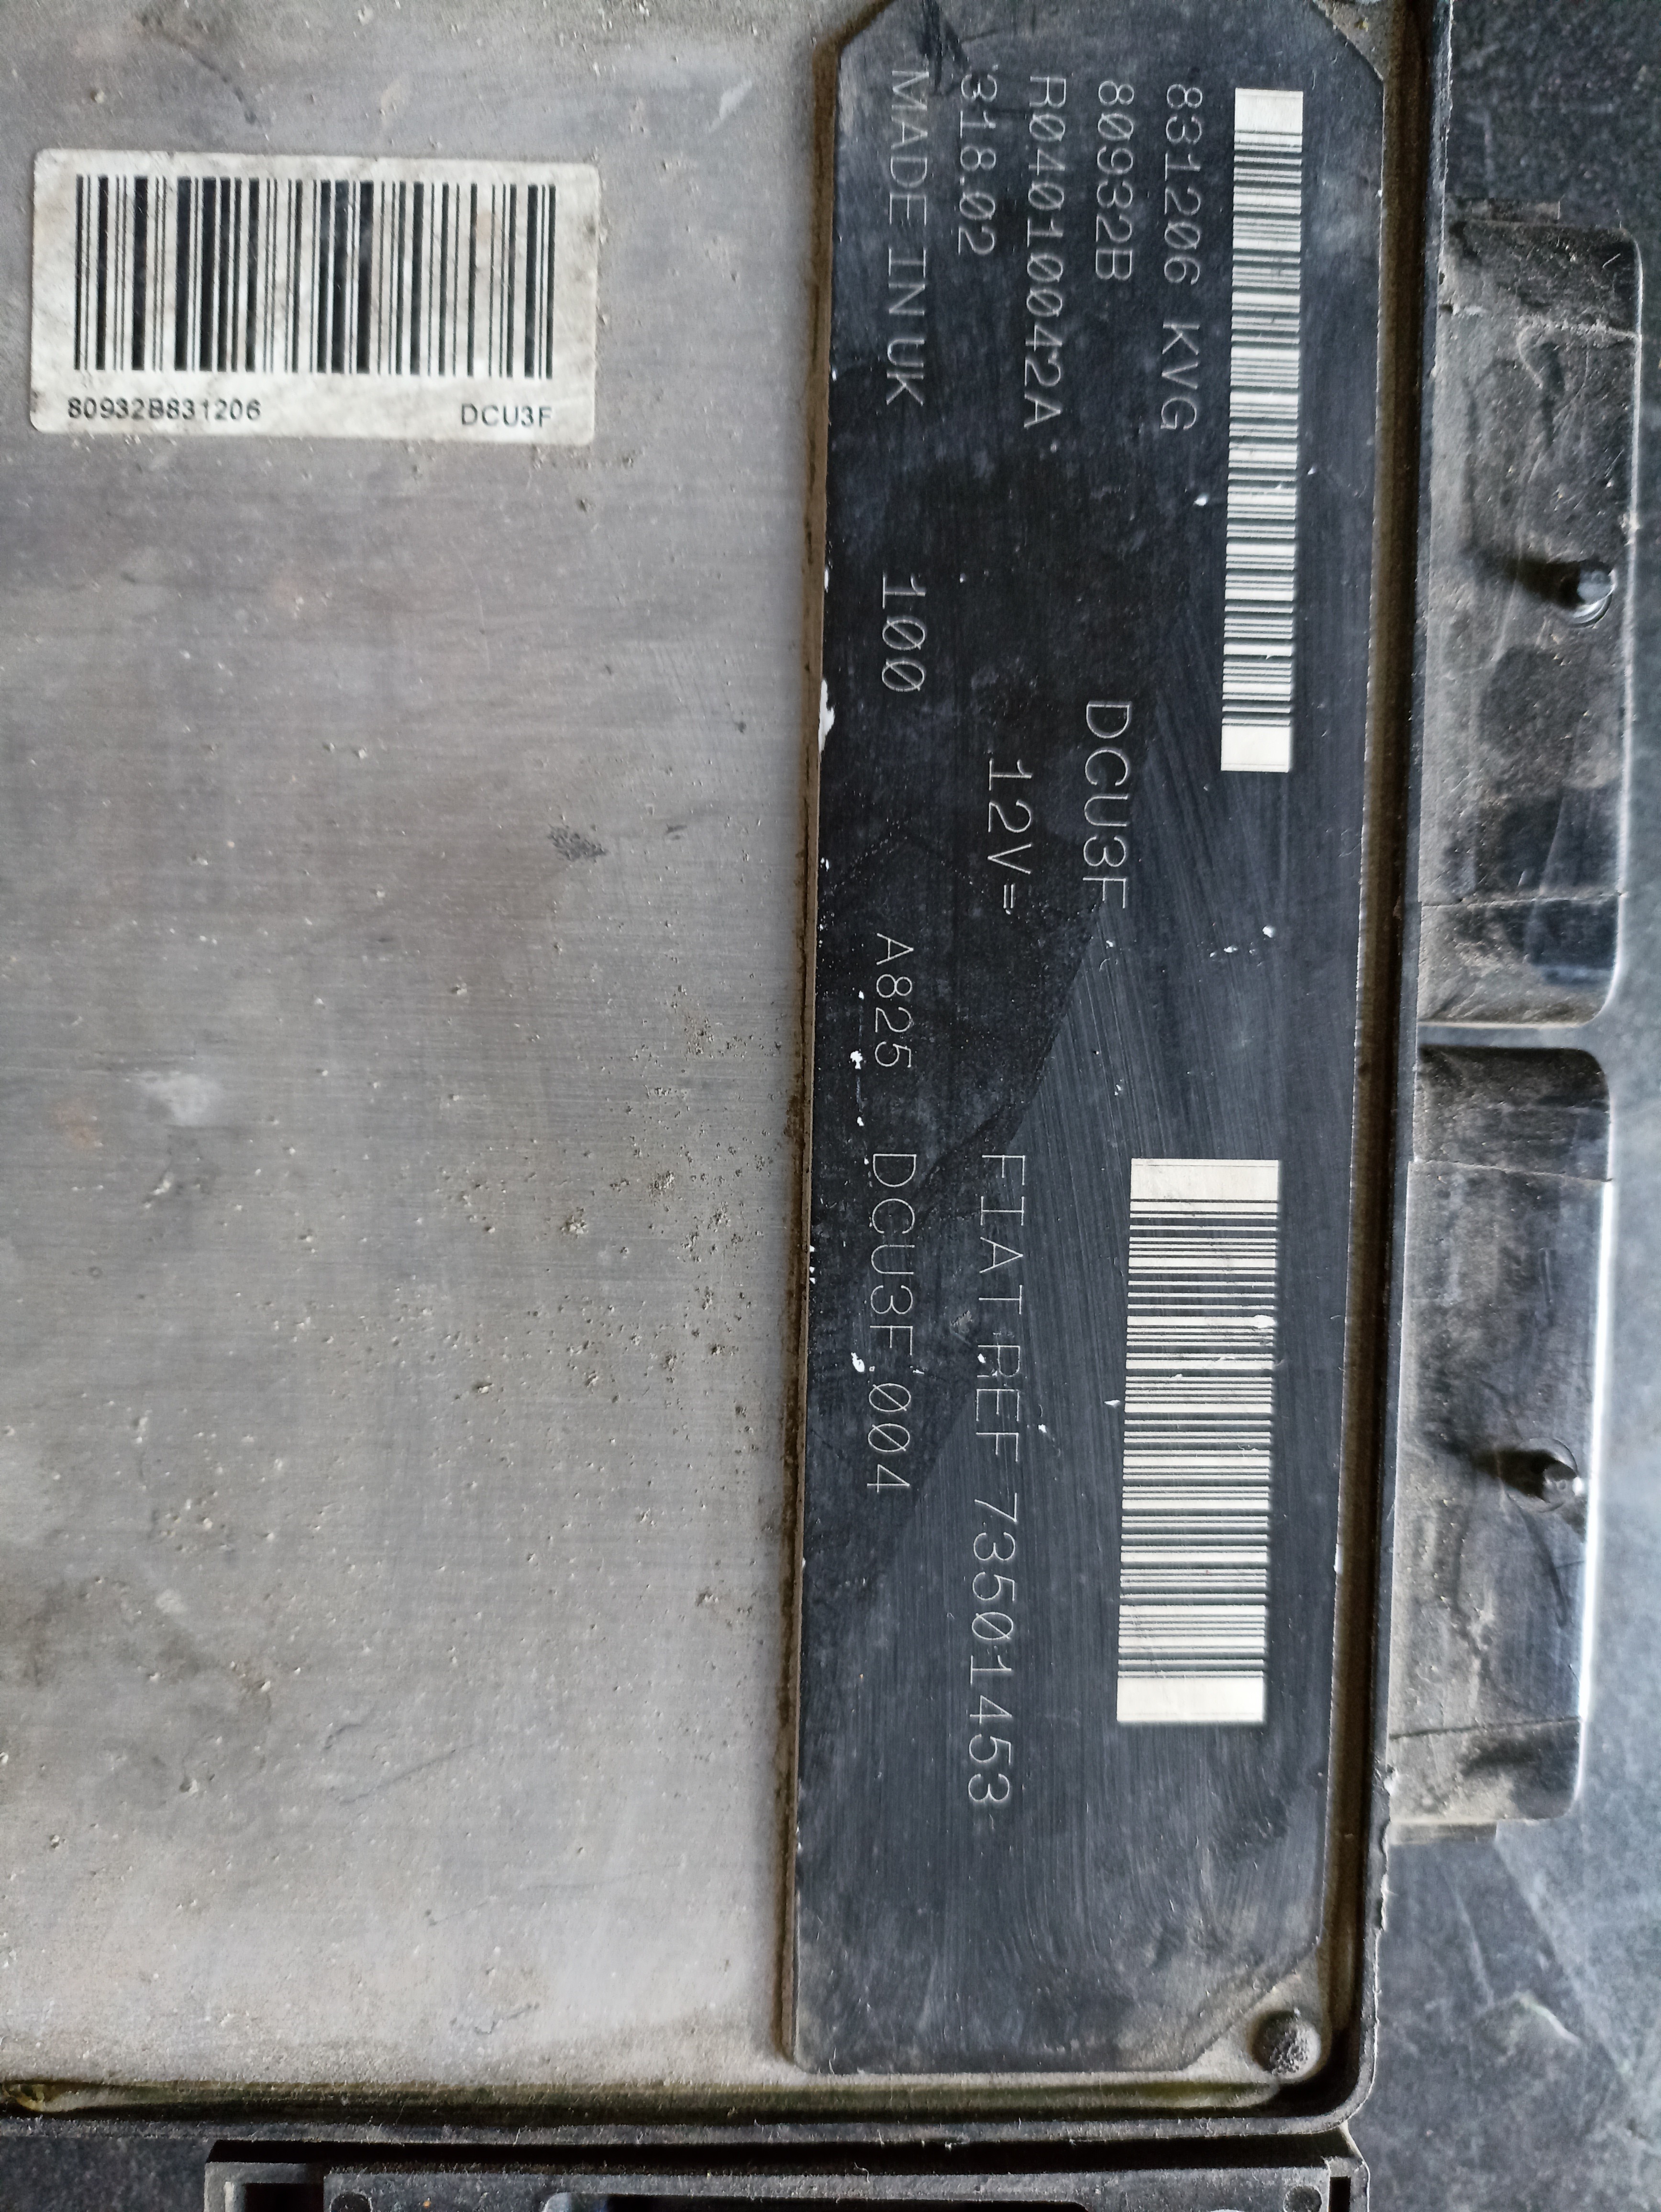 831206 KVG
80932B
R04010042A
318.02
MADE IN UK
100
DCU3F
12V=
A825 DCU3F.004
FIAT REF 73501453
80932B831206
DCU3F